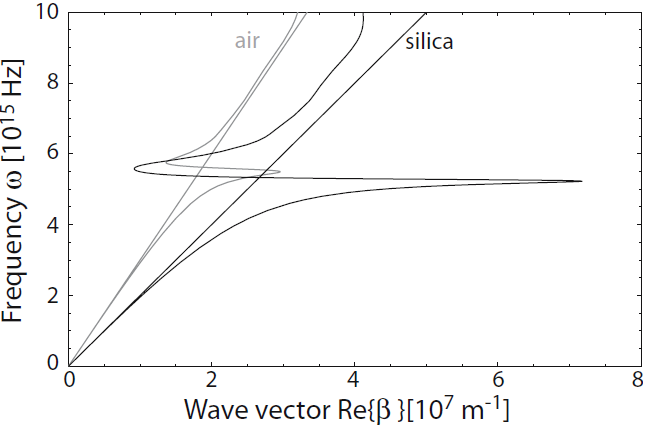 10
8
6
4
2
0
Frequency ω [10¹⁵ Hz]
air
silica
0 2 4 6 8
Wave vector Re{β}[10⁷ m⁻¹]